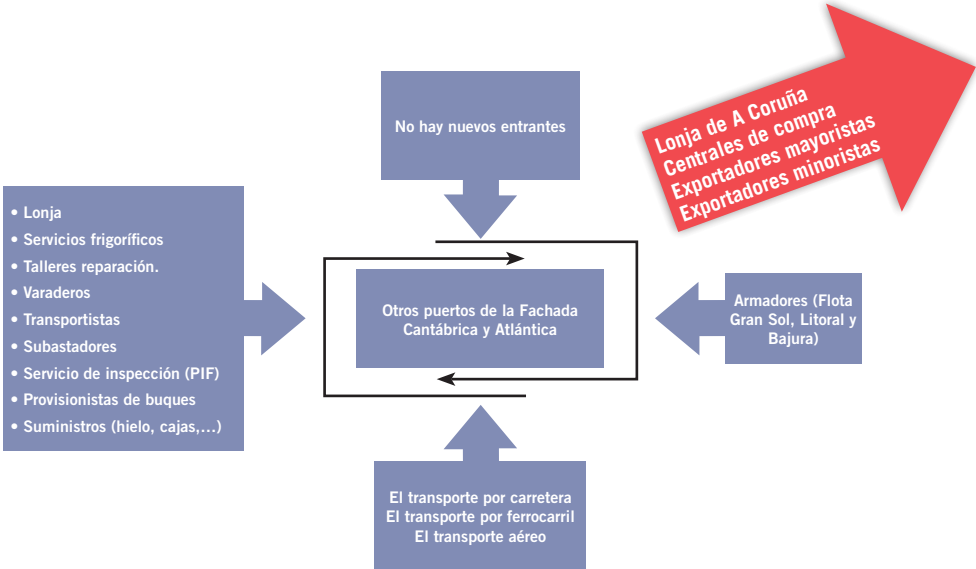 No hay nuevos entrantes
Lonja de A Coruña
Centrales de compra
Exportadores mayoristas
Exportadores minoristas
• Lonja
• Servicios frigoríficos
• Talleres reparación.
• Varaderos
• Transportistas
• Subastadores
• Servicio de inspección (PIF)
• Provisionistas de buques
• Suministros (hielo, cajas,...)
Otros puertos de la Fachada
Cantábrica y Atlántica
Armadores (Flota
Gran Sol, Litoral y
Bajura)
El transporte por carretera
El transporte por ferrocarril
El transporte aéreo